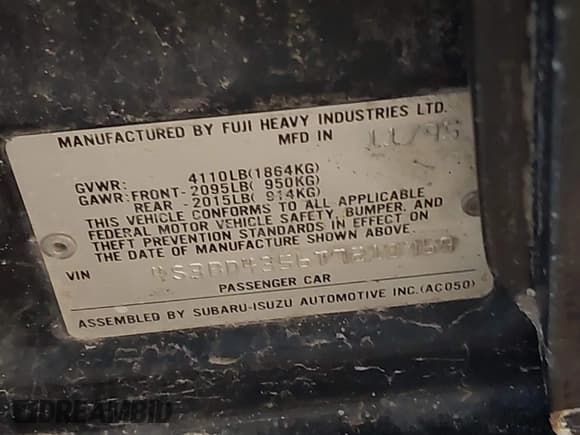 MANUFACTURED BY FUJI HEAVY INDUSTRIES LTD.
MFD IN 11/95
GVWR: 4110LB(1864KG)
GAWR:FRONT-2095LB( 950KG)
REAR -2015LB( 914KG)
THIS VEHICLE CONFORMS TO ALL APPLICABLE
FEDERAL MOTOR VEHICLE SAFETY, BUMPER, AND
THEFT PREVENTION STANDARDS IN EFFECT ON
THE DATE OF MANUFACTURE SHOWN ABOVE.
VIN
PASSENGER CAR
ASSEMBLED BY SUBARU-ISUZU AUTOMOTIVE INC.(AC050)
DREAMBID